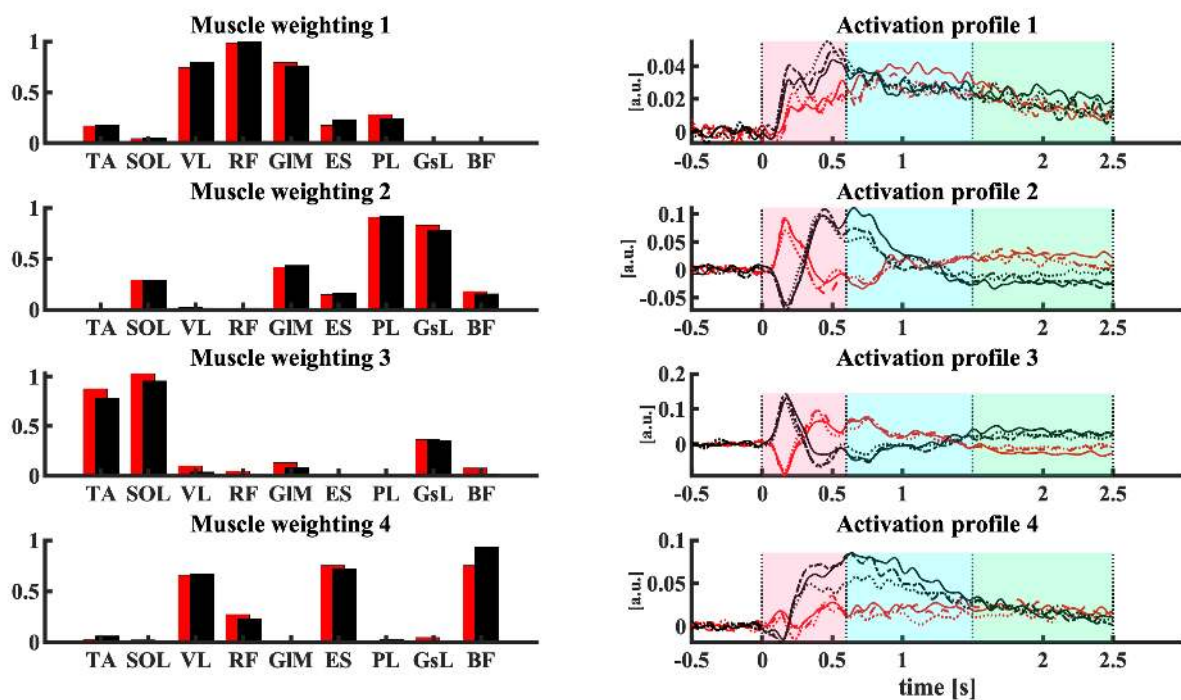 Muscle weighting 1
1
0.5
0
TA SOL VL RF GlM ES PL GsL BF
Activation profile 1
[a.u.]
0.04
0.02
0
-0.5 0 0.5 1 2 2.5
Muscle weighting 2
1
0.5
0
TA SOL VL RF GlM ES PL GsL BF
Activation profile 2
[a.u.]
0.1
0.05
0
-0.05
-0.5 0 0.5 1 2 2.5
Muscle weighting 3
1
0.5
0
TA SOL VL RF GlM ES PL GsL BF
Activation profile 3
[a.u.]
0.2
0.1
0
-0.5 0 0.5 1 2 2.5
Muscle weighting 4
1
0.5
0
TA SOL VL RF GlM ES PL GsL BF
Activation profile 4
[a.u.]
0.1
0.05
0
-0.5 0 0.5 1 2 2.5
time [s]